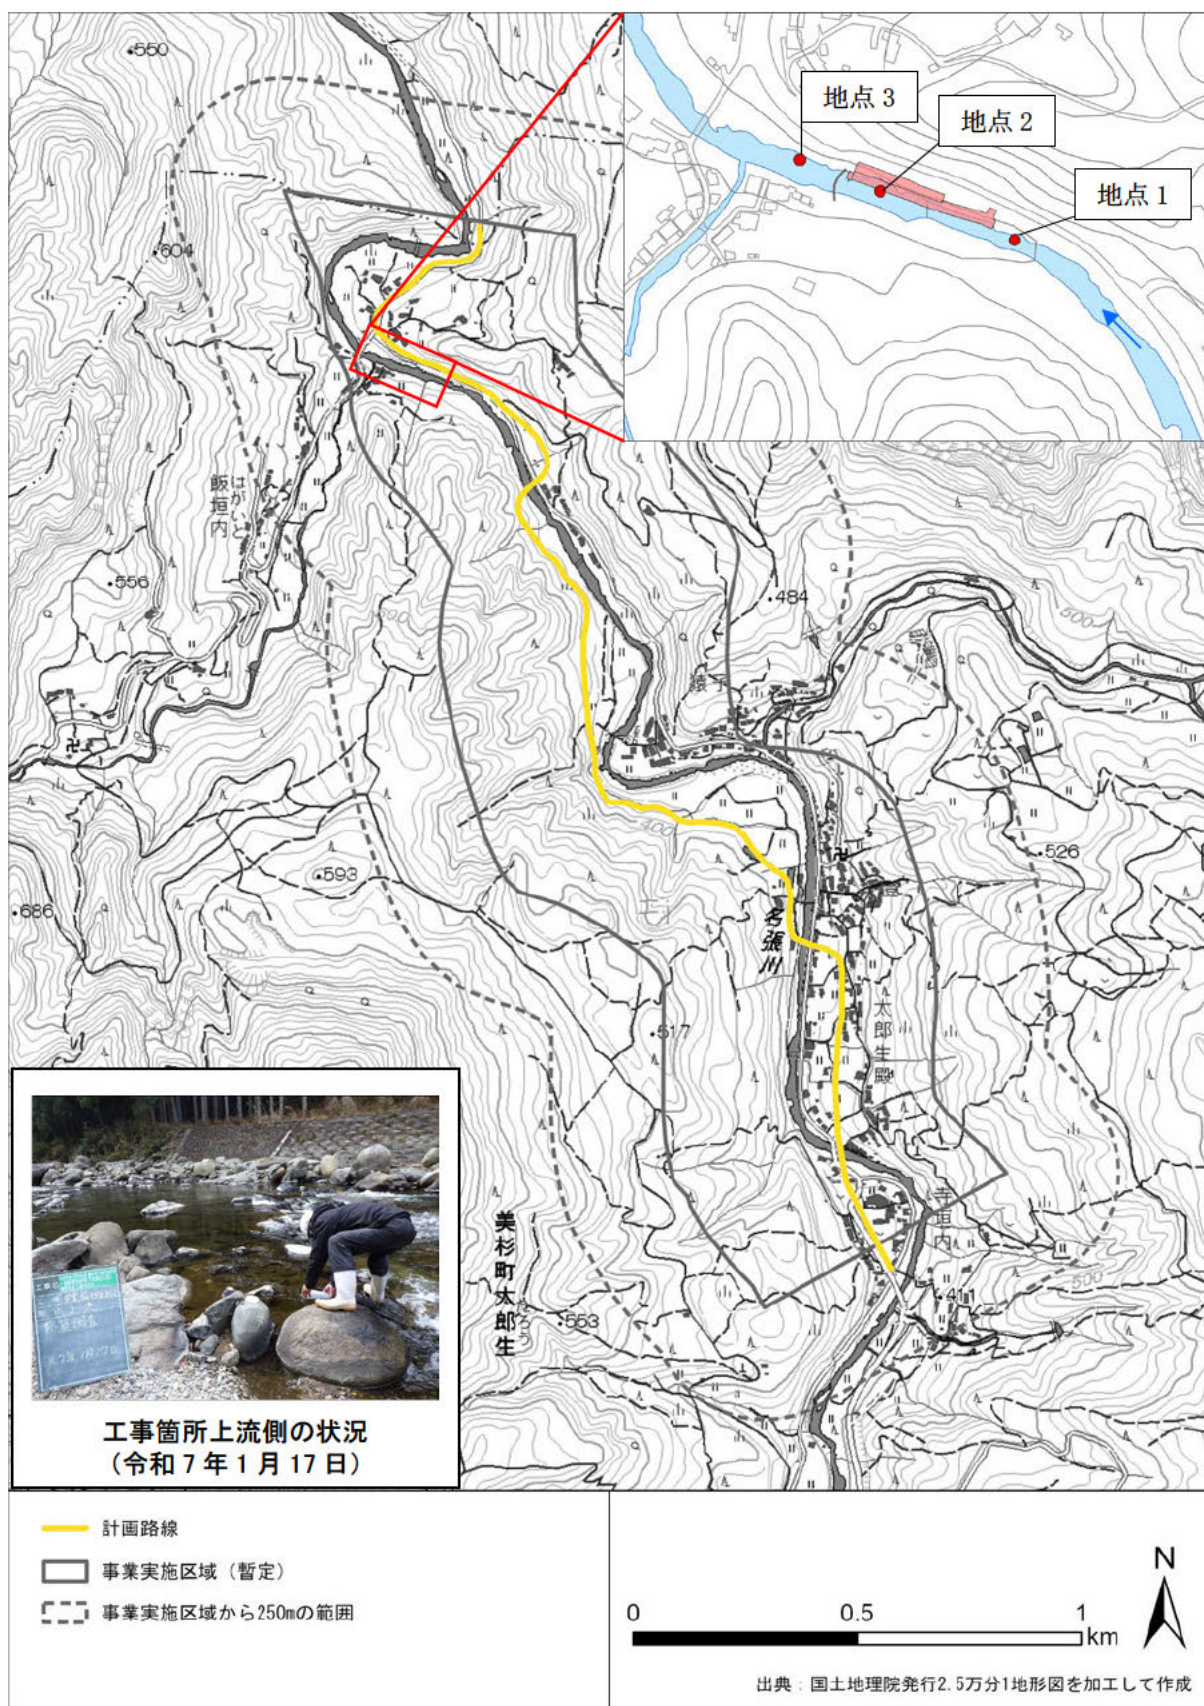 550
地点 3
地点 2
地点 1
604
飯垣内
はがいと
556
484
500
400
526
593
686
名張川
太郎生殿
517
美杉町太郎生
たろう
553
411
500
工事箇所上流側の状況
（令和 7 年 1 月 17 日）
計画路線
事業実施区域（暫定）
事業実施区域から250mの範囲
0
0.5
1
km
N
出典：国土地理院発行2.5万分1地形図を加工して作成